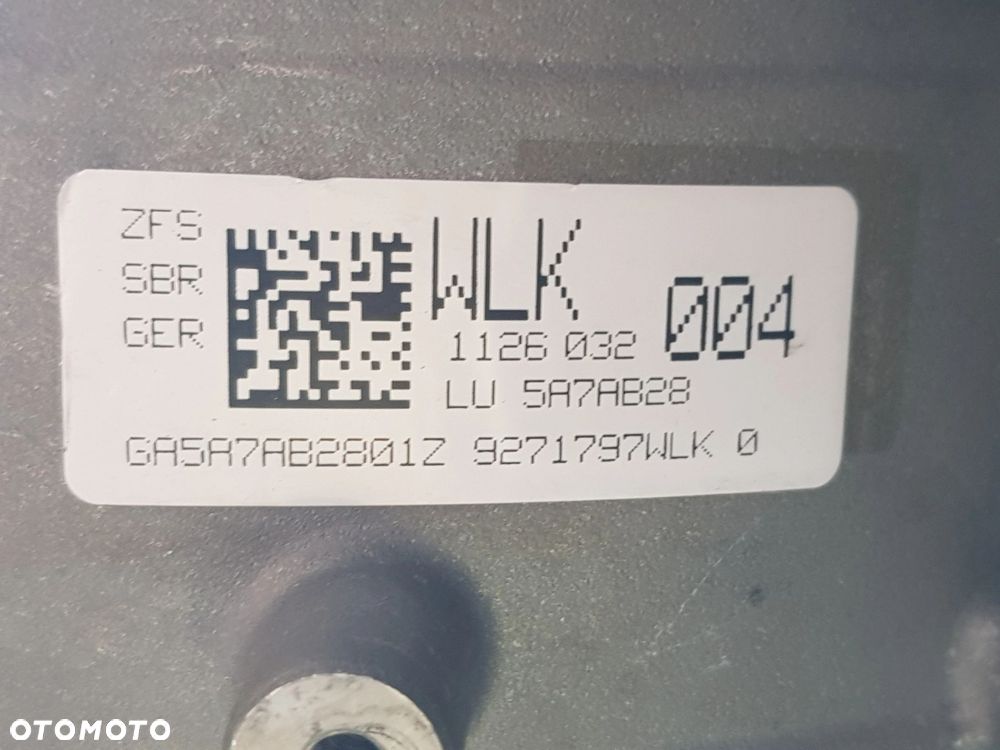 ZFS
SBR
GER
WLK
1126 032
004
LU 5A7AB28
GA5A7AB2801Z 9271797WLK 0
OTOMOTO